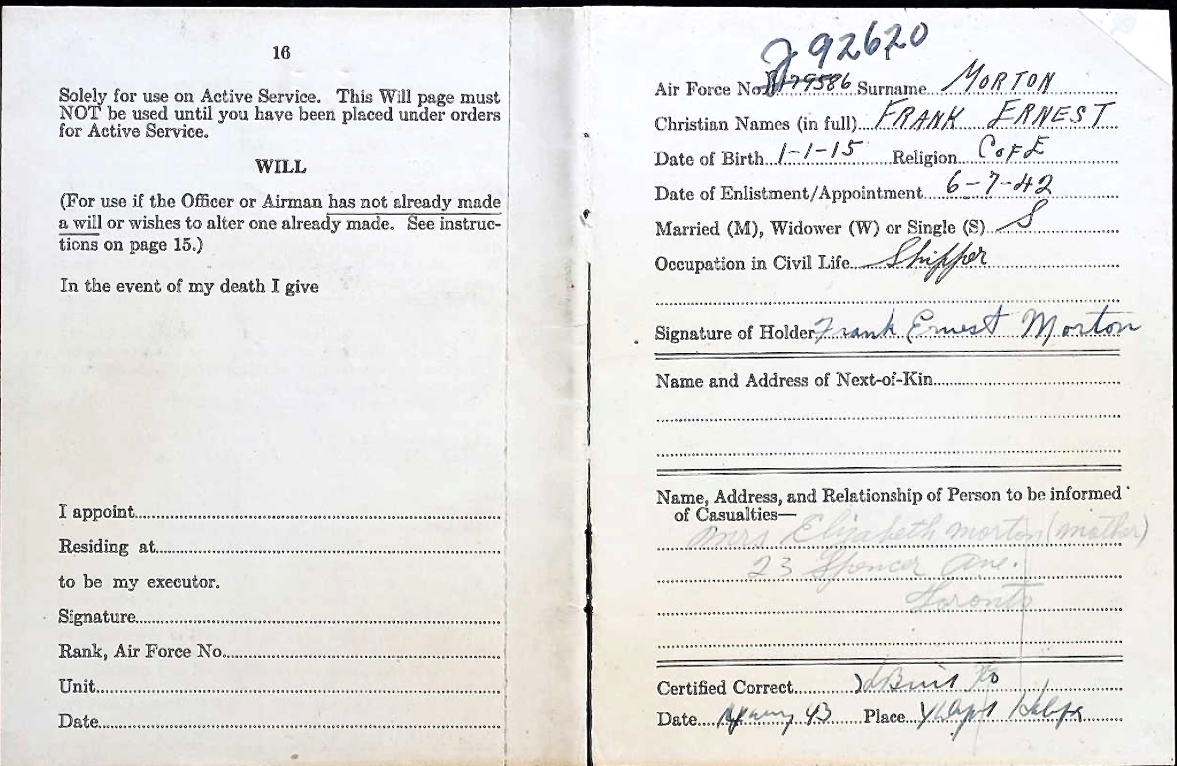 16
Solely for use on Active Service. This Will page must
NOT be used until you have been placed under orders
for Active Service.
WILL
(For use if the Officer or Airman has not already made
a will or wishes to alter one already made. See instruc-
tions on page 15.)
In the event of my death I give
I appoint
Residing at
to be my executor.
Signature
Rank, Air Force No.
Unit
Date
J 92620
Air Force No. Surname MORTON
Christian Names (in full) FRANK ERNEST
Date of Birth 1-1-15 Religion C of E
Date of Enlistment/Appointment 6-7-42
Married (M), Widower (W) or Single (S) S
Occupation in Civil Life Shipper
Signature of Holder Frank Ernest Morton
Name and Address of Next-of-Kin
Name, Address, and Relationship of Person to be informed
of Casualties—
Mrs Elizabeth Morton (Mother)
23 Spencer Ave.
Toronto
Certified Correct
Date 43 Place